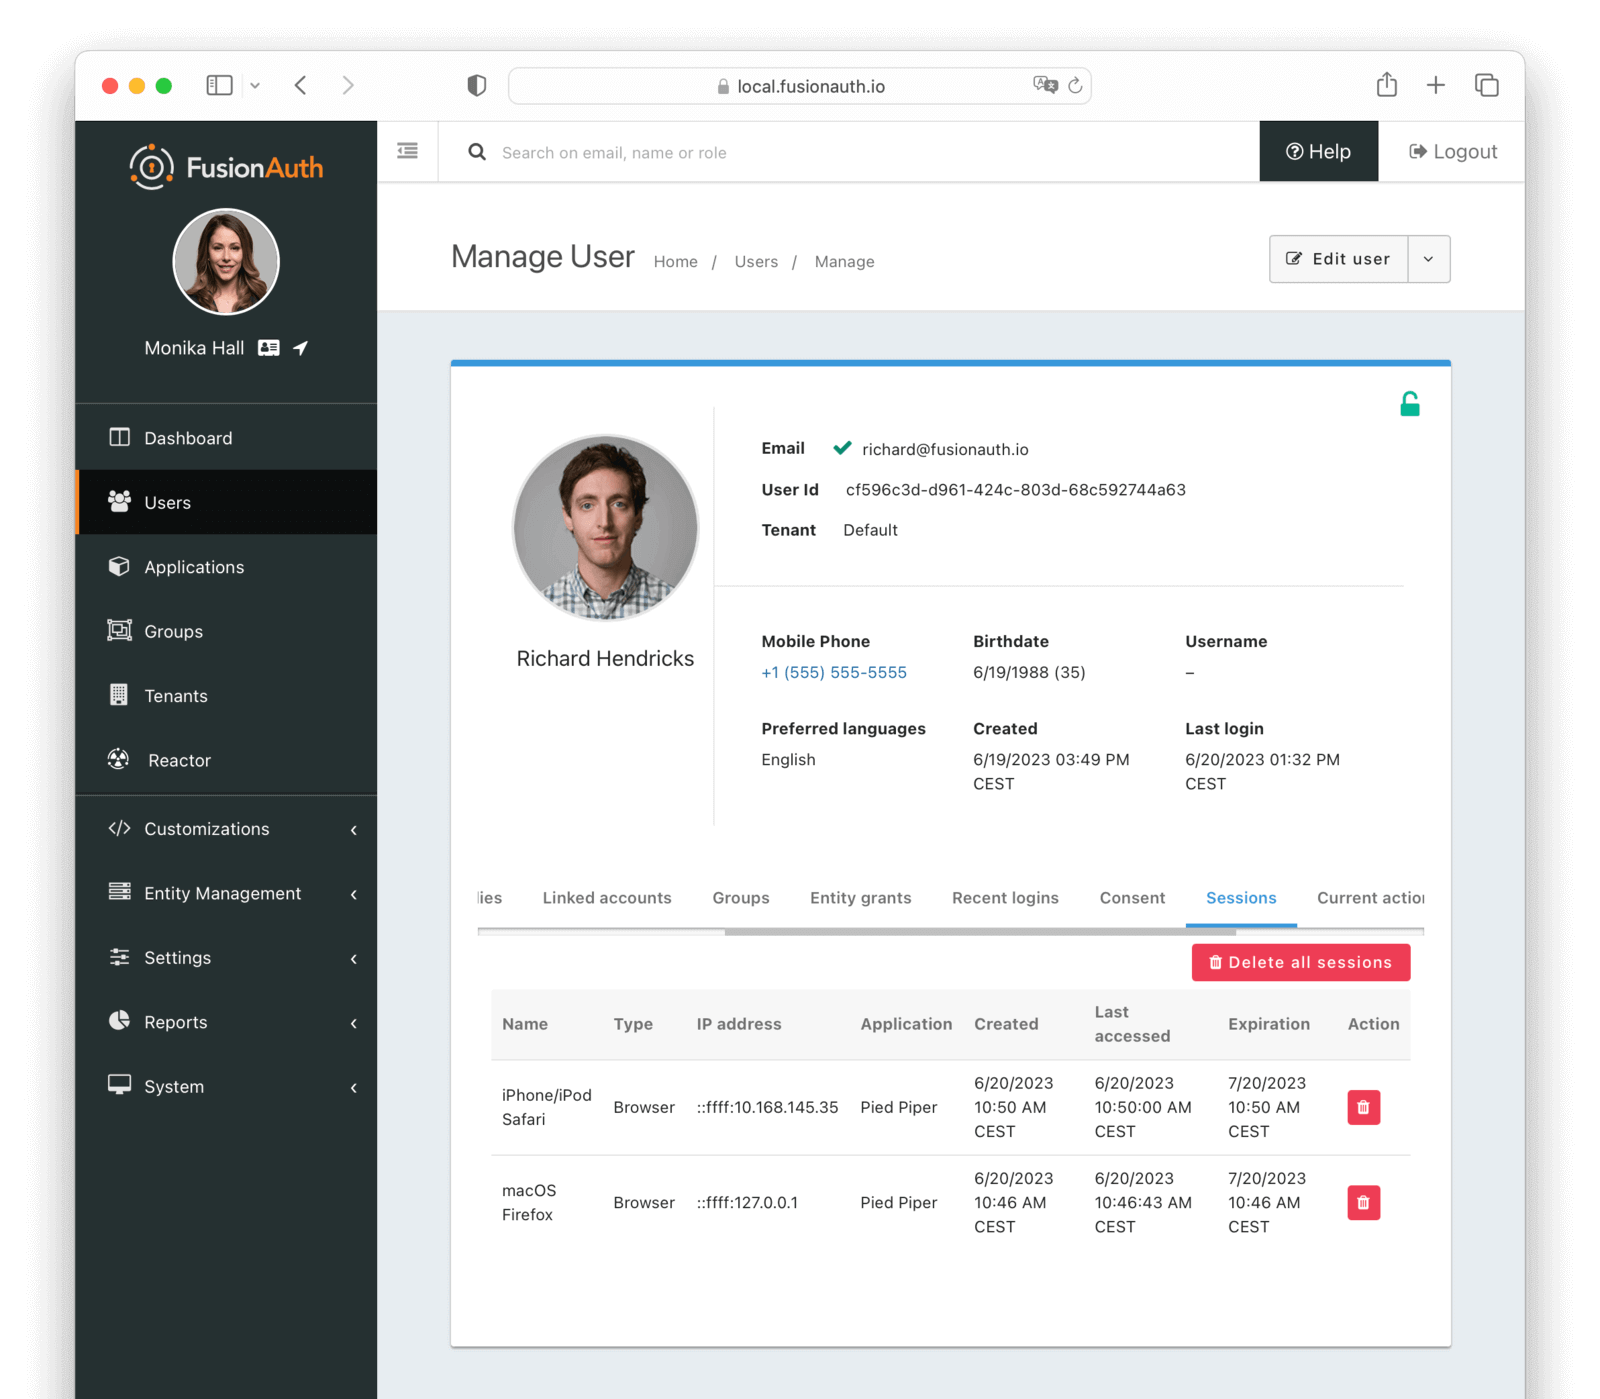 local.fusionauth.io
FusionAuth
Search on email, name or role
Help
Logout
Monika Hall
Dashboard
Users
Applications
Groups
Tenants
Reactor
Customizations
Entity Management
Settings
Reports
System
Manage User
Home / Users / Manage
Edit user
Richard Hendricks
Email richard@fusionauth.io
User Id cf596c3d-d961-424c-803d-68c592744a63
Tenant Default
Mobile Phone Birthdate Username
+1 (555) 555-5555 6/19/1988 (35) –
Preferred languages Created Last login
English 6/19/2023 03:49 PM 6/20/2023 01:32 PM
CEST CEST
lies Linked accounts Groups Entity grants Recent logins Consent Sessions Current action
Delete all sessions
Name Type IP address Application Created Last accessed Expiration Action
iPhone/iPod Safari Browser ::ffff:10.168.145.35 Pied Piper 6/20/2023 10:50 AM CEST 6/20/2023 10:50:00 AM CEST 7/20/2023 10:50 AM CEST
macOS Firefox Browser ::ffff:127.0.0.1 Pied Piper 6/20/2023 10:46 AM CEST 6/20/2023 10:46:43 AM CEST 7/20/2023 10:46 AM CEST